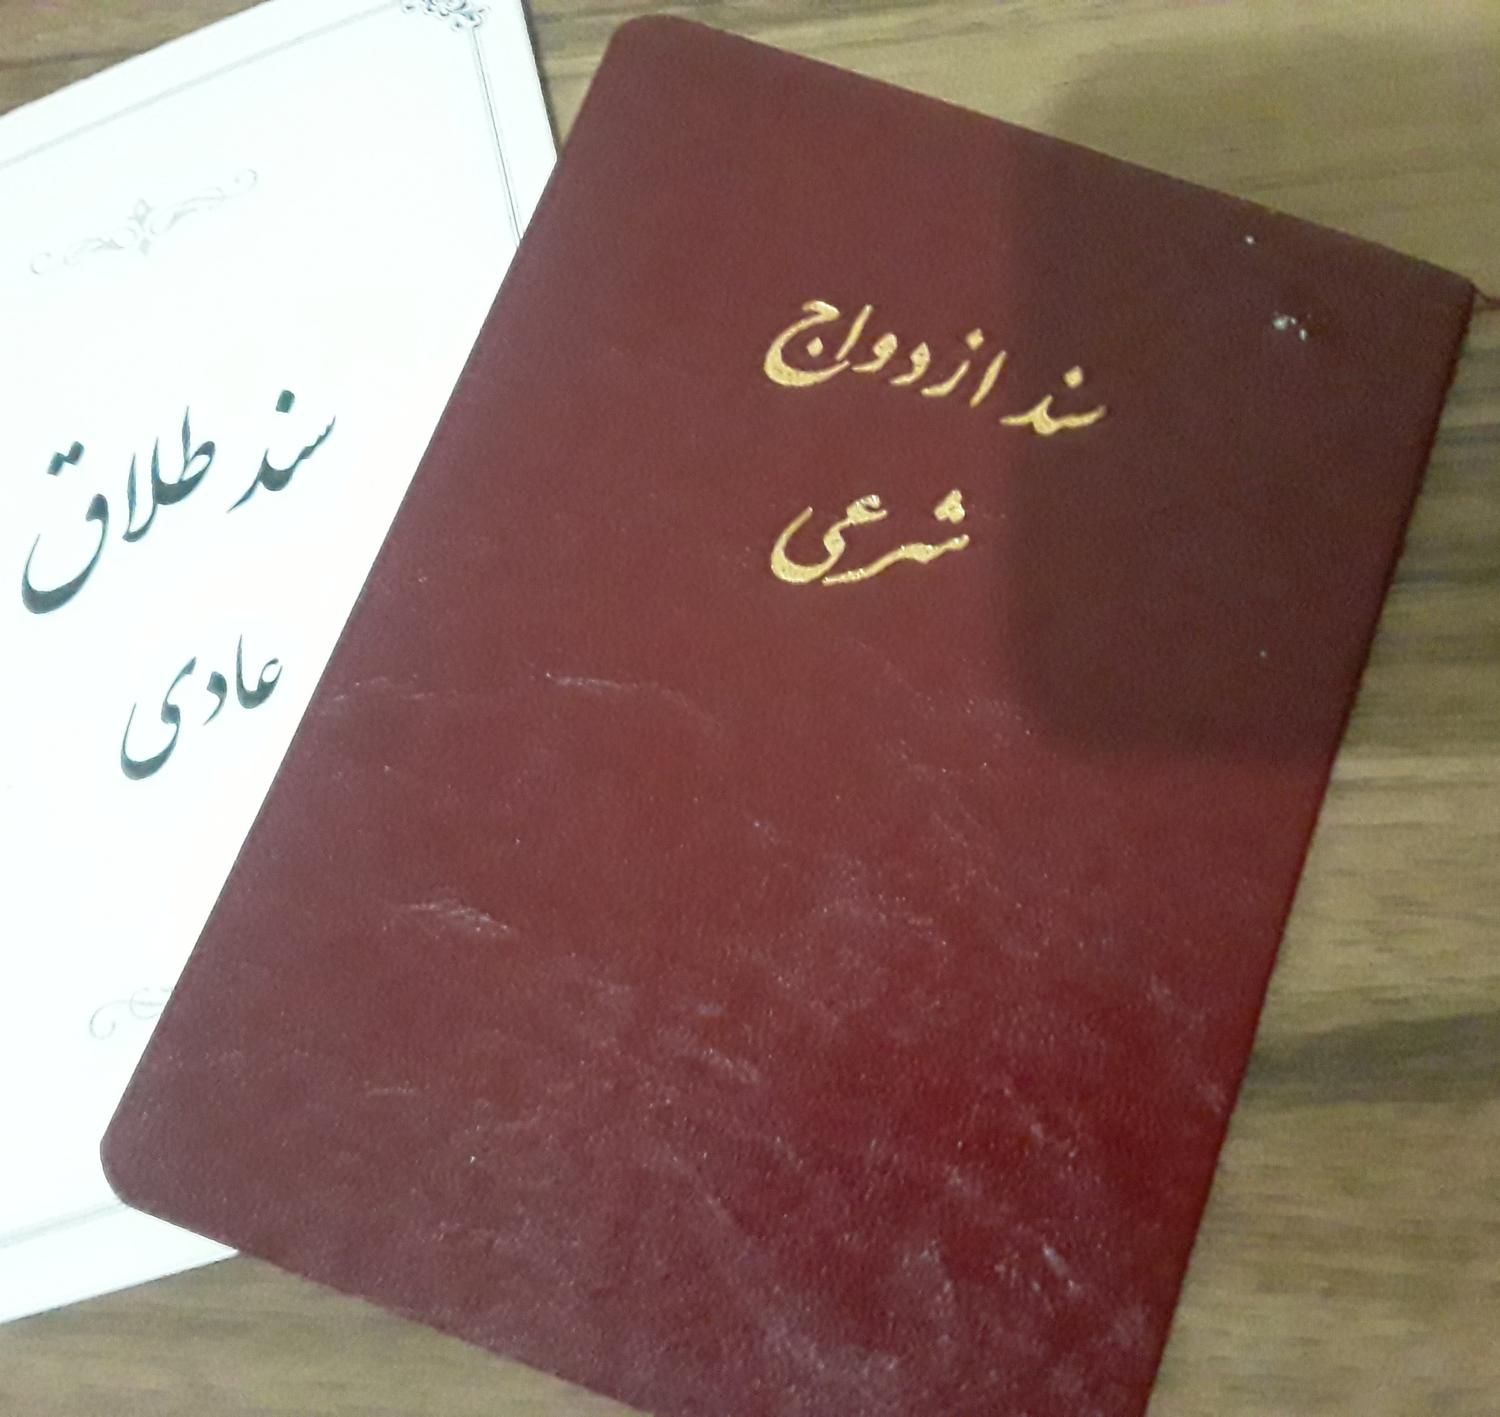 سند ازدواج
شرعی
سند طلاق
عادی